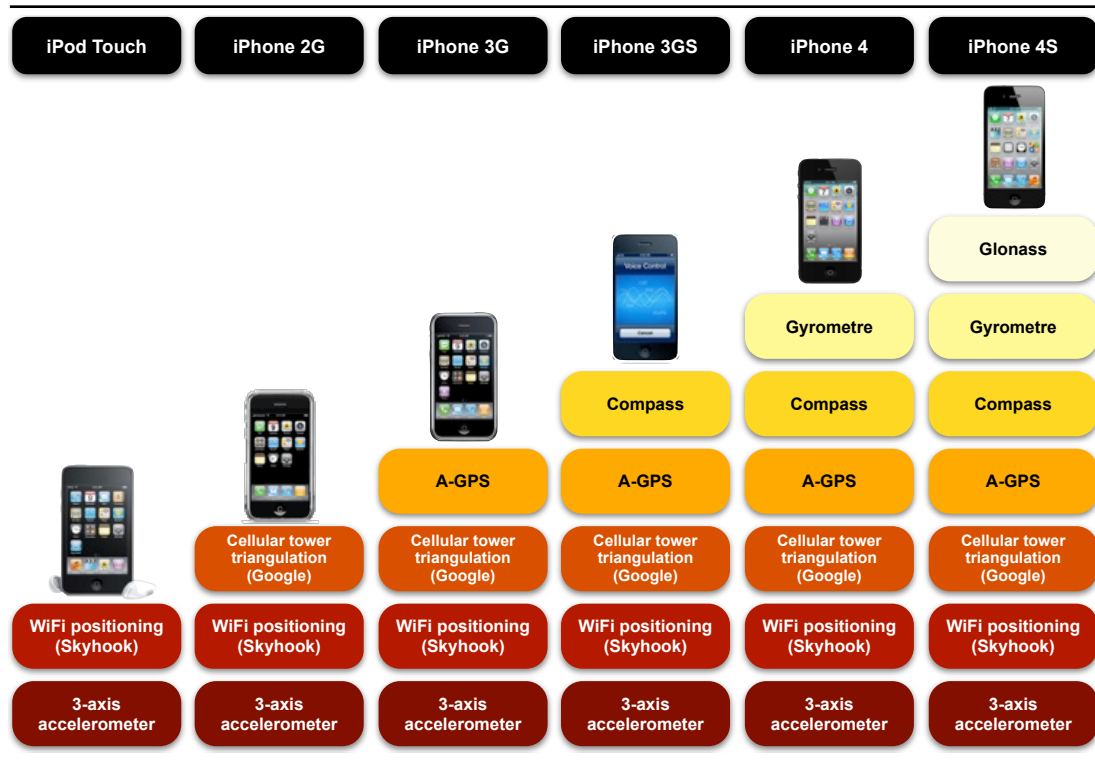 iPod Touch
iPhone 2G
iPhone 3G
iPhone 3GS
iPhone 4
iPhone 4S
Glonass
Voice Control
Gyrometre
Gyrometre
Cancel
Compass
Compass
Compass
A-GPS
A-GPS
A-GPS
A-GPS
Cellular tower
triangulation
(Google)
Cellular tower
triangulation
(Google)
Cellular tower
triangulation
(Google)
Cellular tower
triangulation
(Google)
Cellular tower
triangulation
(Google)
WiFi positioning
(Skyhook)
WiFi positioning
(Skyhook)
WiFi positioning
(Skyhook)
WiFi positioning
(Skyhook)
WiFi positioning
(Skyhook)
WiFi positioning
(Skyhook)
3-axis
accelerometer
3-axis
accelerometer
3-axis
accelerometer
3-axis
accelerometer
3-axis
accelerometer
3-axis
accelerometer